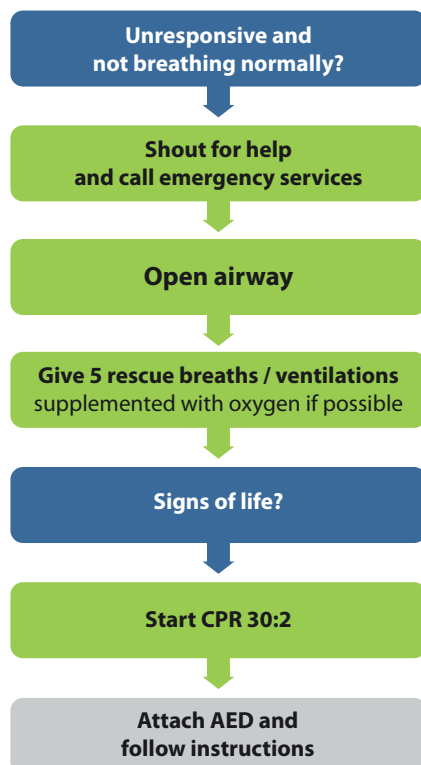 Unresponsive and
not breathing normally?
Shout for help
and call emergency services
Open airway
Give 5 rescue breaths / ventilations
supplemented with oxygen if possible
Signs of life?
Start CPR 30:2
Attach AED and
follow instructions